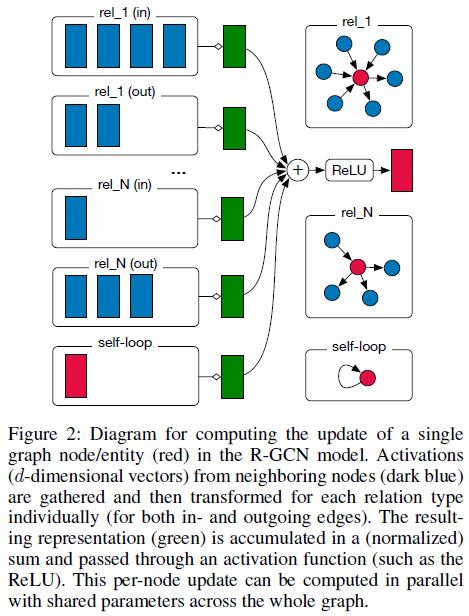 rel_1 (in)
rel_1
rel_1 (out)
...
+
ReLU
rel_N (in)
rel_N
rel_N (out)
self-loop
self-loop
Figure 2: Diagram for computing the update of a single
graph node/entity (red) in the R-GCN model. Activations
(d-dimensional vectors) from neighboring nodes (dark blue)
are gathered and then transformed for each relation type
individually (for both in- and outgoing edges). The result-
ing representation (green) is accumulated in a (normalized)
sum and passed through an activation function (such as the
ReLU). This per-node update can be computed in parallel
with shared parameters across the whole graph.